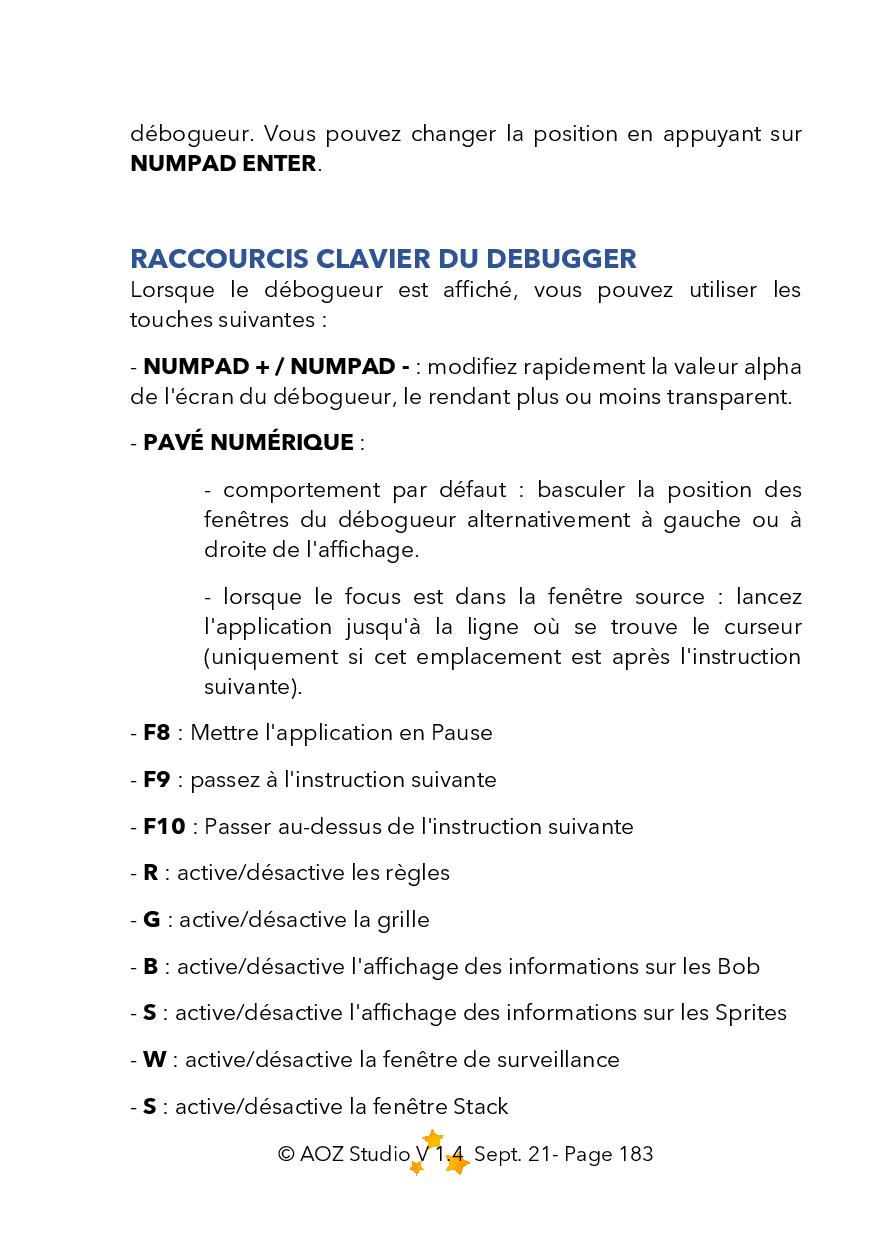 débogueur. Vous pouvez changer la position en appuyant sur
NUMPAD ENTER.
RACCOURCIS CLAVIER DU DEBUGGER
Lorsque le débogueur est affiché, vous pouvez utiliser les
touches suivantes :
- NUMPAD + / NUMPAD - : modifiez rapidement la valeur alpha
de l'écran du débogueur, le rendant plus ou moins transparent.
- PAVÉ NUMÉRIQUE :
- comportement par défaut : basculer la position des
fenêtres du débogueur alternativement à gauche ou à
droite de l'affichage.
- lorsque le focus est dans la fenêtre source : lancez
l'application jusqu'à la ligne où se trouve le curseur
(uniquement si cet emplacement est après l'instruction
suivante).
- F8 : Mettre l'application en Pause
- F9 : passez à l'instruction suivante
- F10 : Passer au-dessus de l'instruction suivante
- R : active/désactive les règles
- G : active/désactive la grille
- B : active/désactive l'affichage des informations sur les Bob
- S : active/désactive l'affichage des informations sur les Sprites
- W : active/désactive la fenêtre de surveillance
- S : active/désactive la fenêtre Stack
© AOZ Studio V 1.4 Sept. 21- Page 183